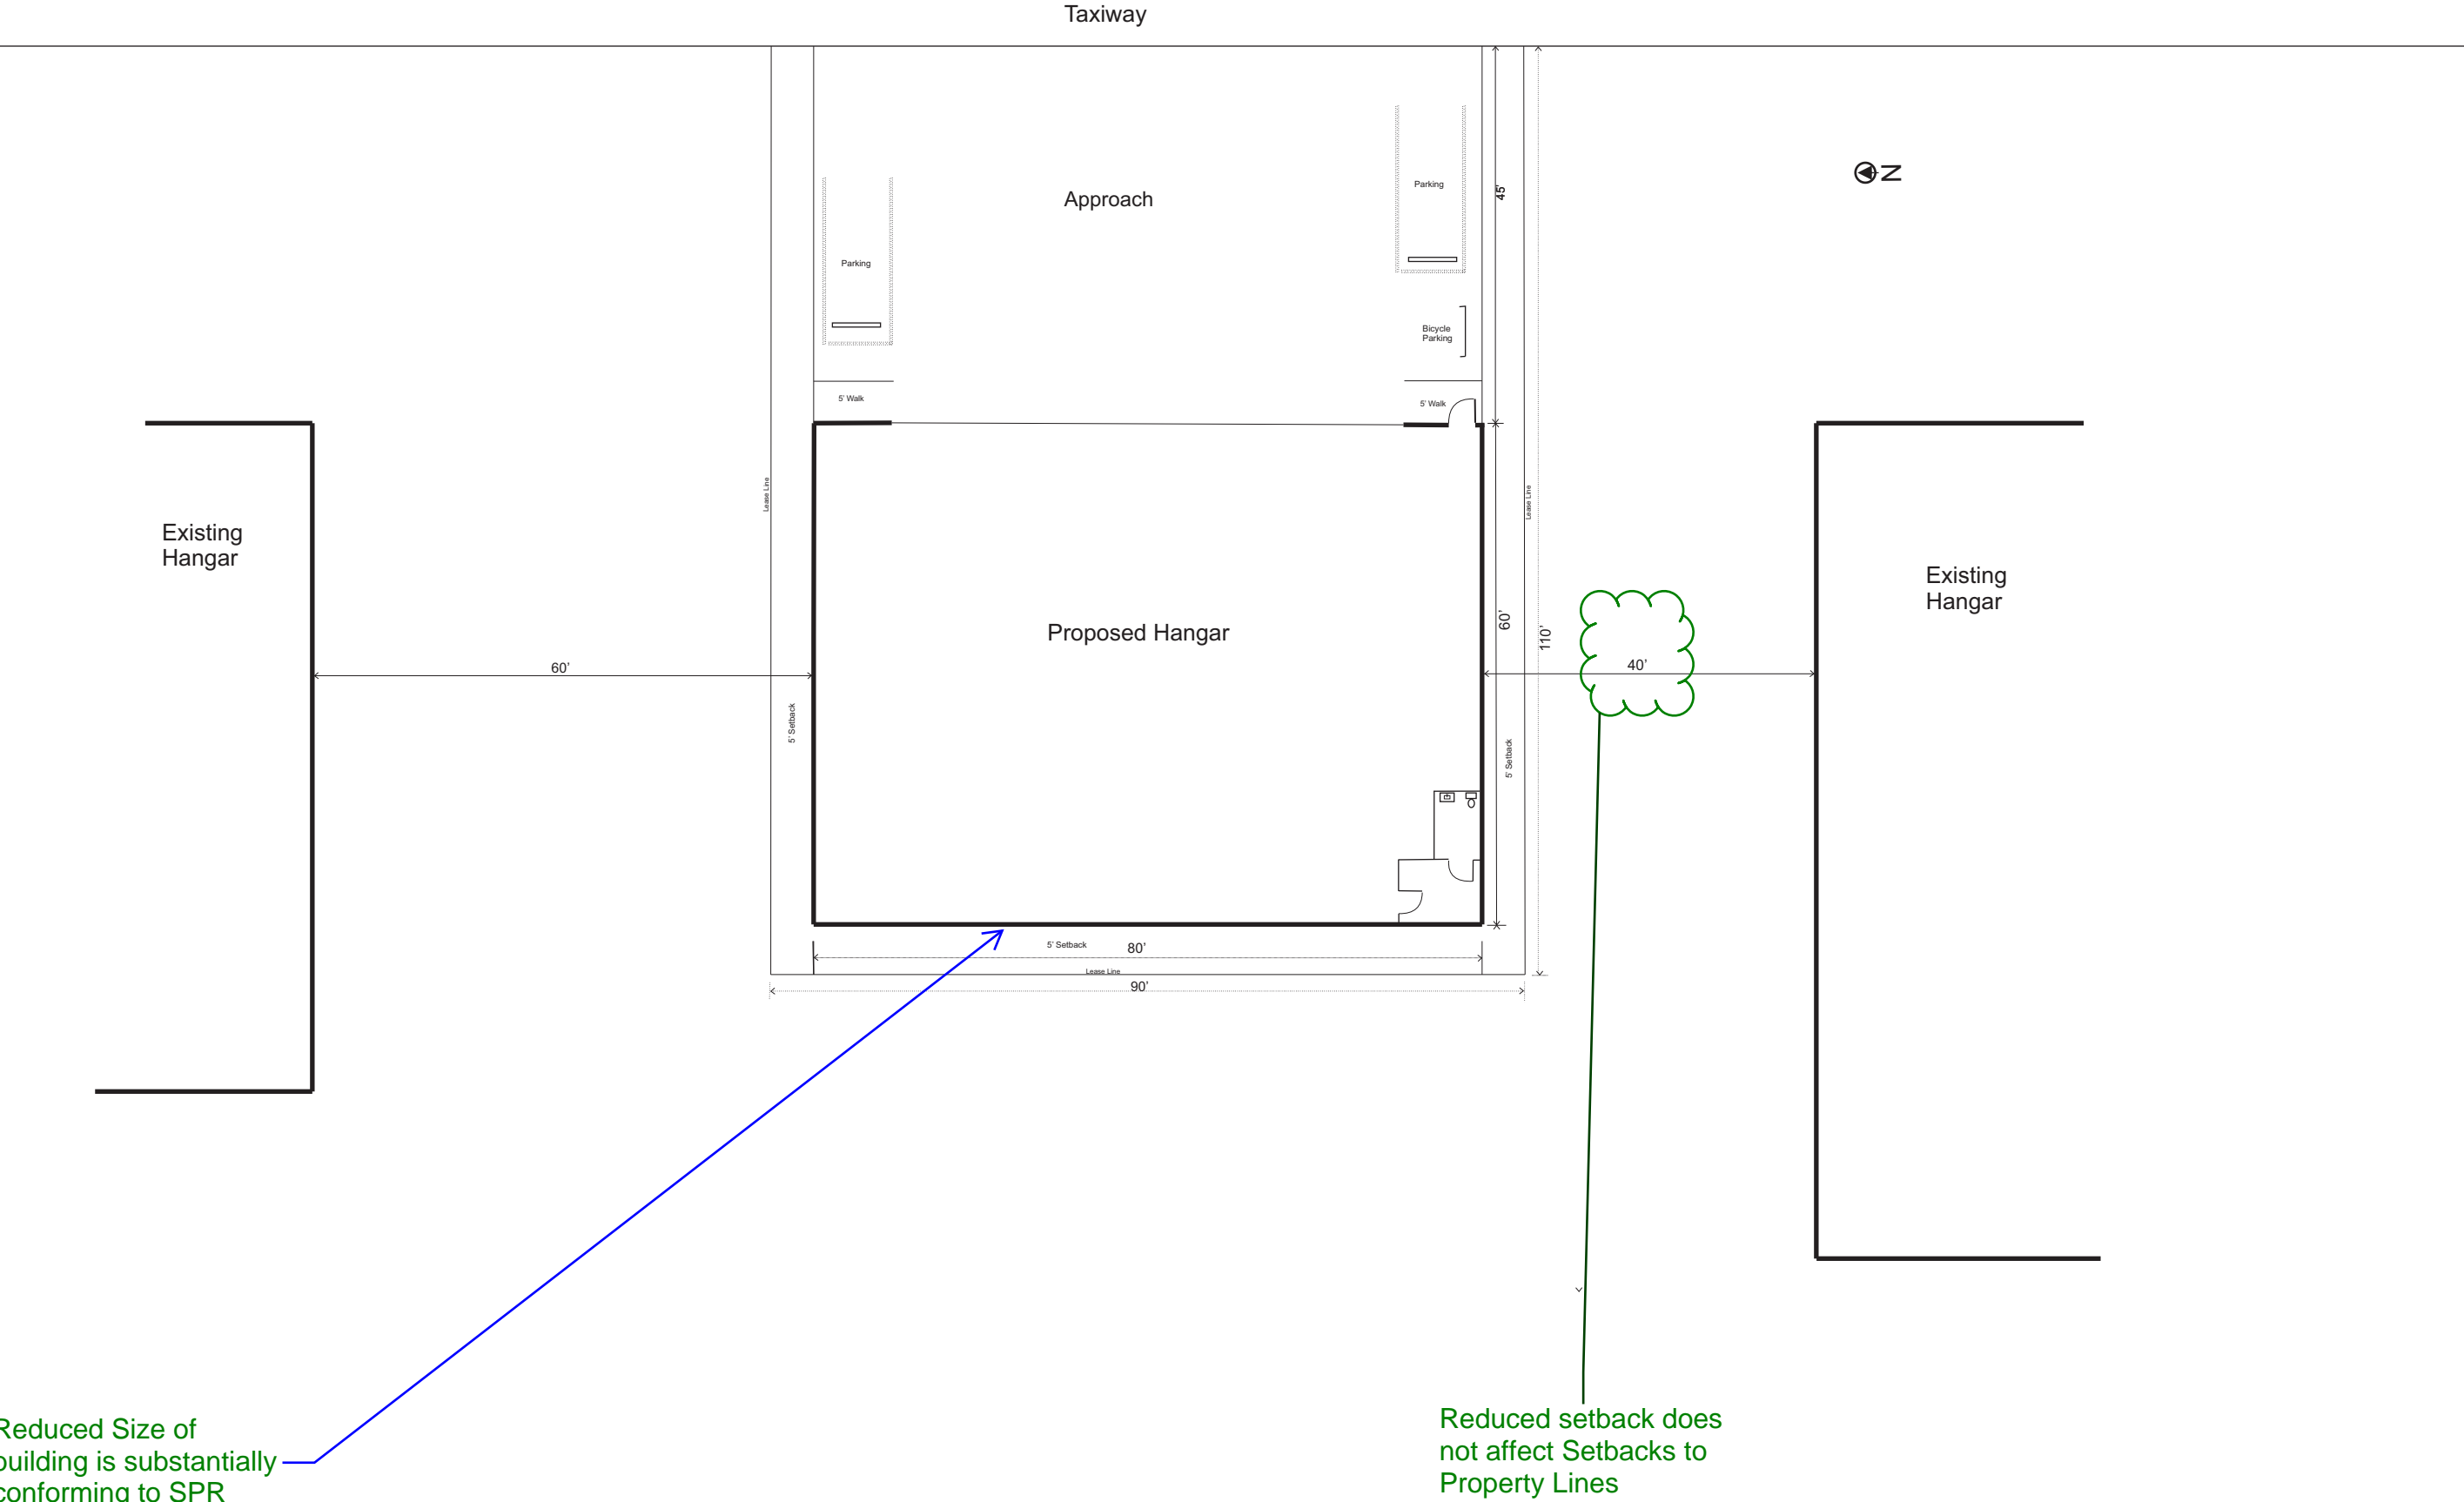 Taxiway
N
45'
Parking
Approach
Parking
Bicycle
Parking
5' Walk
5' Walk
Lease Line
Lease Line
Existing
Hangar
Existing
Hangar
Proposed Hangar
60'
110'
60'
40'
5' Setback
5' Setback
5' Setback
80'
Lease Line
90'
Reduced Size of
building is substantially
conforming to SPR
Reduced setback does
not affect Setbacks to
Property Lines